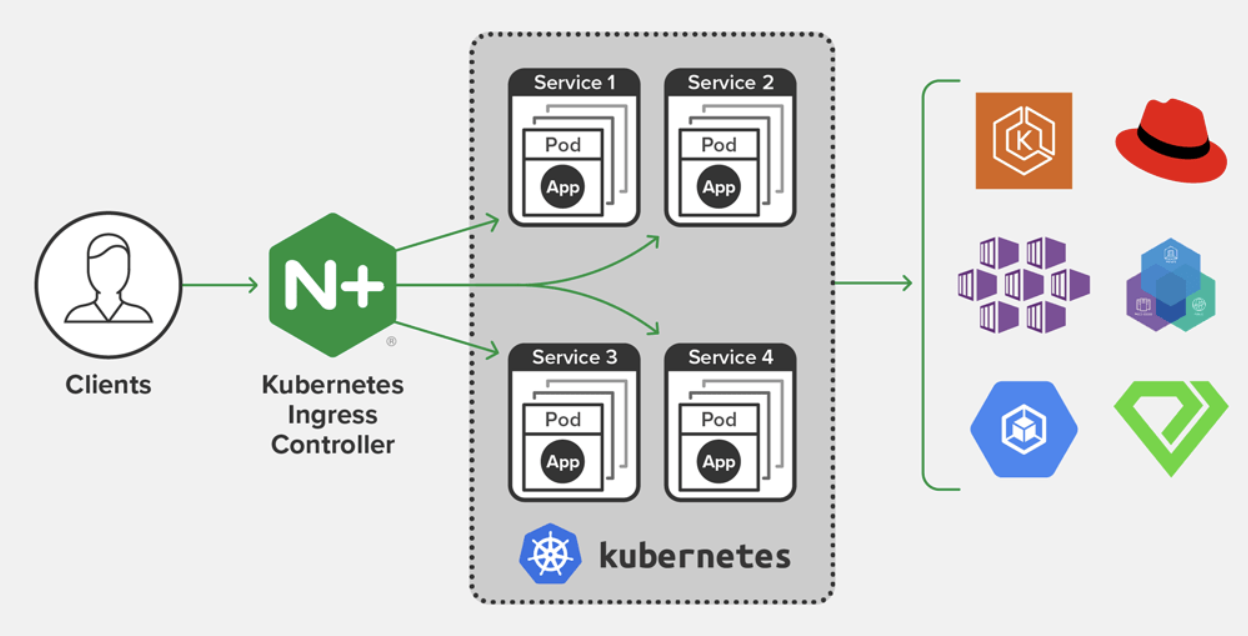 Service 1
Service 2
Pod
Pod
App
App
K
N+
®
Clients
Kubernetes
Ingress
Controller
Service 3
Service 4
Pod
Pod
App
App
kubernetes